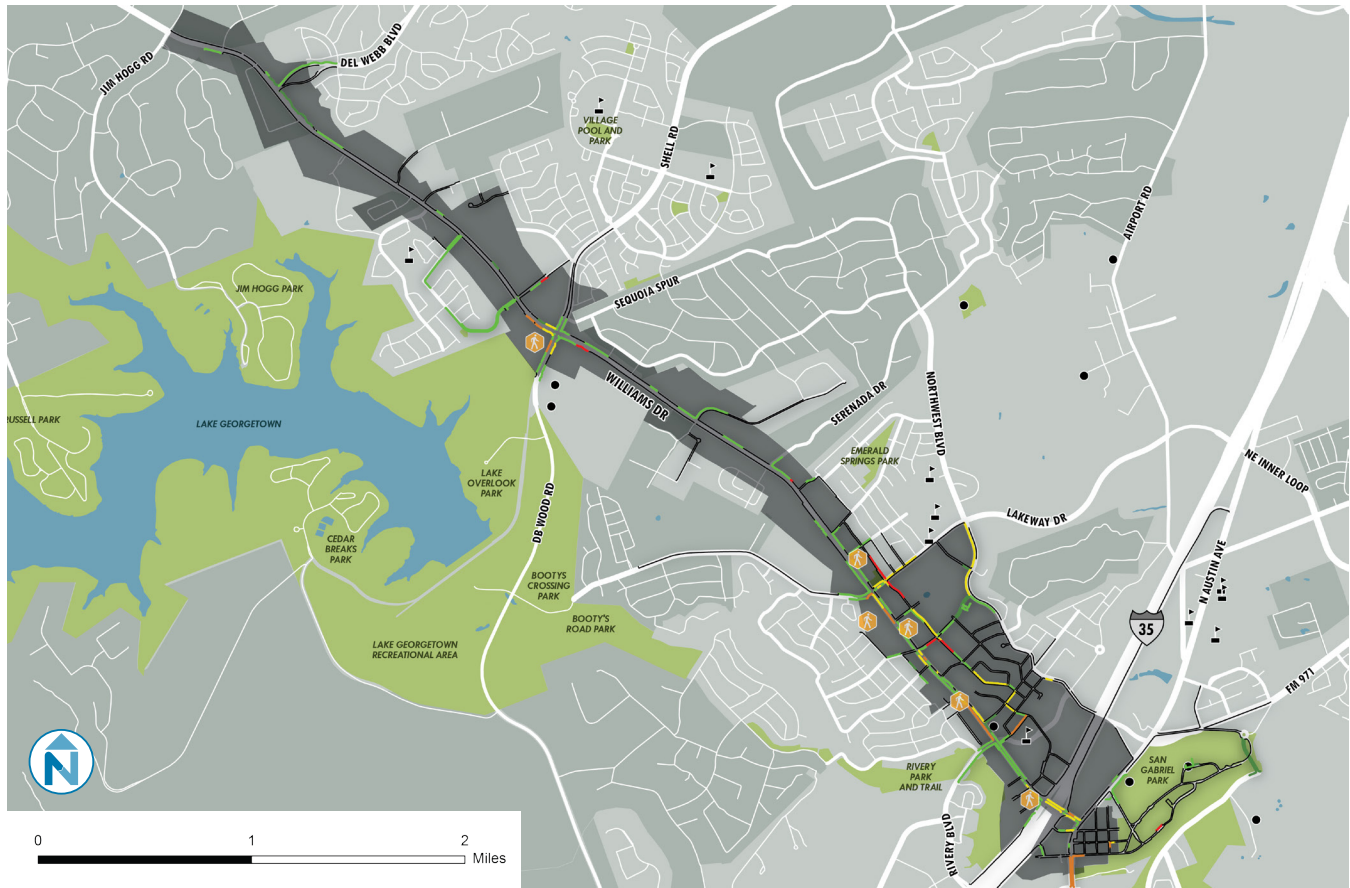 JIM HOGG RD
DEL WEBB BLVD
VILLAGE
POOL AND
PARK
SHELL RD
AIRPORT RD
JIM HOGG PARK
SEQUOIA SPUR
RUSSELL PARK
LAKE GEORGETOWN
WILLIAMS DR
SERENADA DR
NORTHWEST BLVD
EMERALD
SPRINGS PARK
NE INNER LOOP
LAKE
OVERLOOK
PARK
DB WOOD RD
LAKEWAY DR
CEDAR
BREAKS
PARK
BOOTYS
CROSSING
PARK
N AUSTIN AVE
BOOTY'S
ROAD PARK
35
LAKE GEORGETOWN
RECREATIONAL AREA
FM 971
N
RIVERY
PARK
AND TRAIL
SAN
GABRIEL
PARK
RIVERY BLVD
0 1 2
Miles